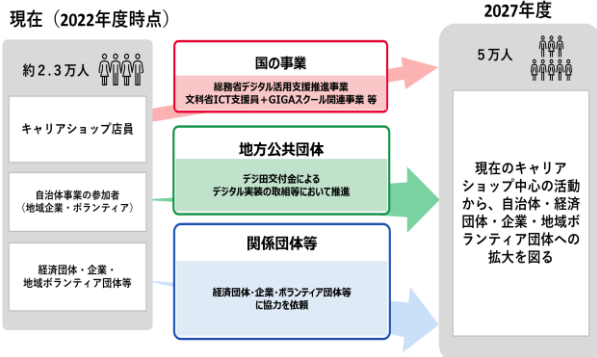 現在（2022年度時点）
約２.３万人
キャリアショップ店員
自治体事業の参加者
（地域企業・ボランティア）
経済団体・企業・
地域ボランティア団体等
国の事業
総務省デジタル活用支援推進事業
文科省ICT支援員＋GIGAスクール関連事業 等
地方公共団体
デジ田交付金による
デジタル実装の取組等において推進
関係団体等
経済団体・企業・ボランティア団体等
に協力を依頼
2027年度
５万人
現在のキャリア
ショップ中心の活動
から、自治体・経済
団体・企業・地域ボ
ランティア団体への
拡大を図る